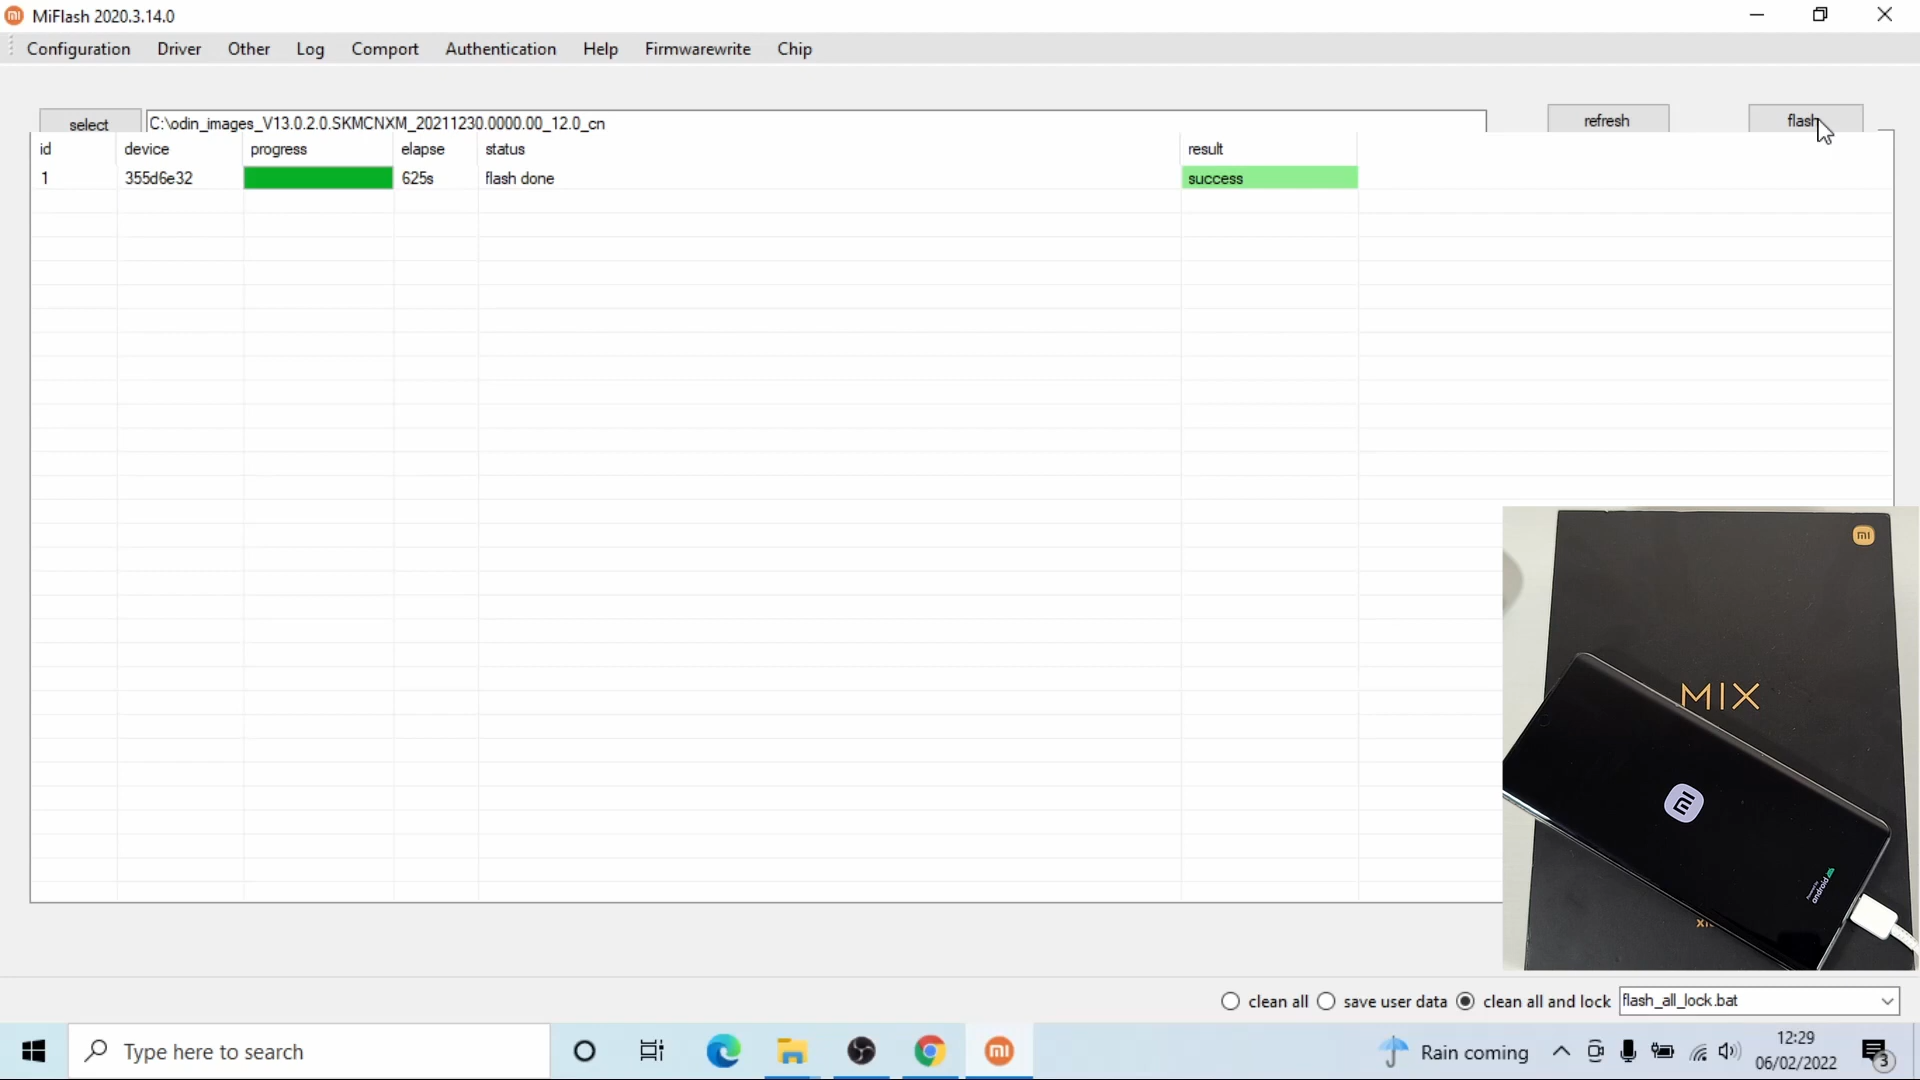 MiFlash 2020.3.14.0
Configuration Driver Other Log Comport Authentication Help Firmwarewrite Chip
select C:\odin_images_V13.0.2.0.SKMCNXM_20211230.0000.00_12.0_cn refresh flash
id device progress elapse status result
1 355d6e32 625s flash done success
MIX
android
clean all save user data clean all and lock flash_all_lock.bat
Type here to search Rain coming 12:29
06/02/2022 3